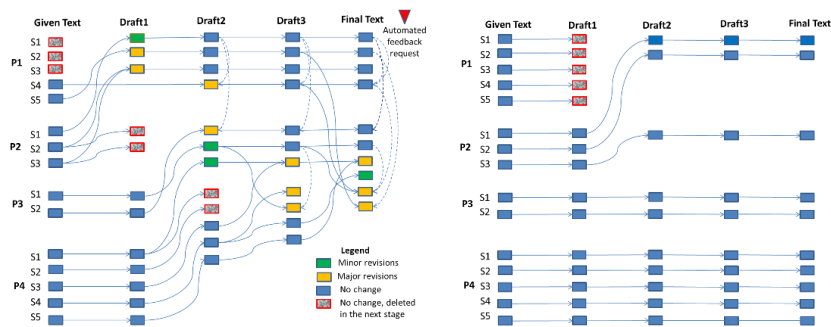 Given Text Draft1 Draft2 Draft3 Final Text
Automated
feedback
request
P1
S1
S2
S3
S4
S5
P2
S1
S2
S3
P3
S1
S2
P4
S1
S2
S3
S4
S5
Legend
Minor revisions
Major revisions
No change
No change, deleted
in the next stage
Given Text Draft1 Draft2 Draft3 Final Text
P1
S1
S2
S3
S4
S5
P2
S1
S2
S3
P3
S1
S2
P4
S1
S2
S3
S4
S5